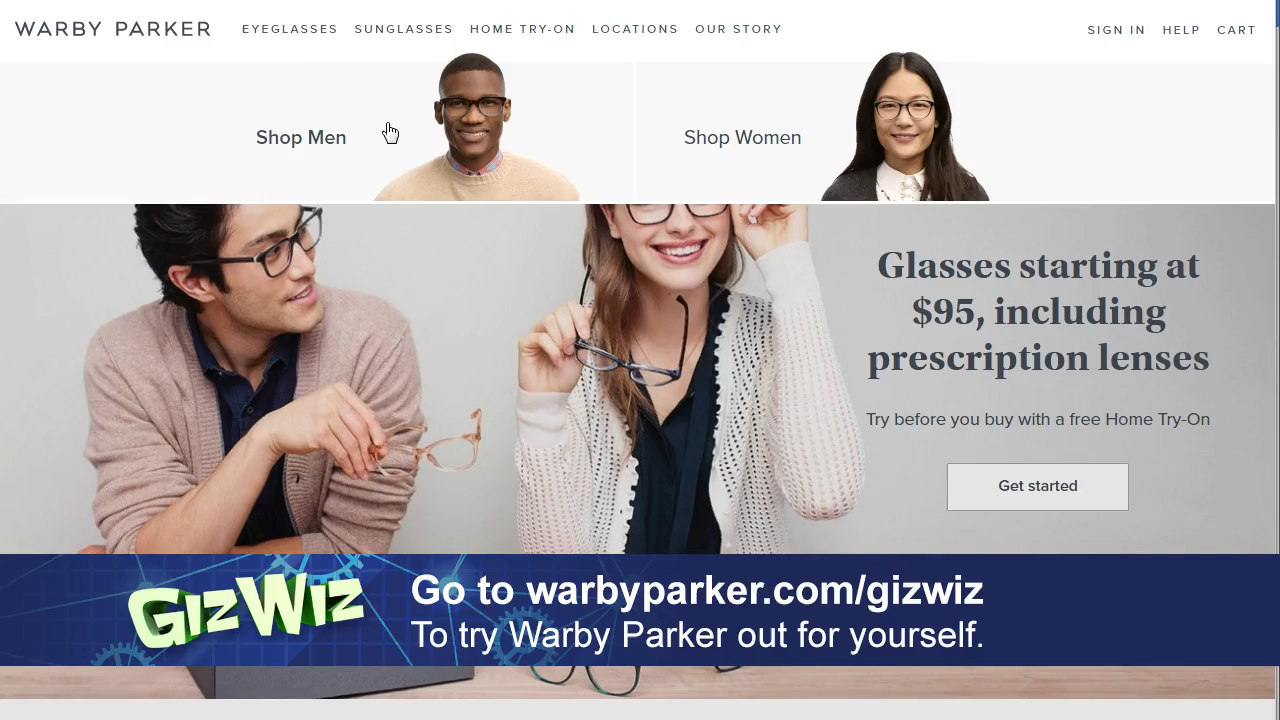 WARBY PARKER
EYEGLASSES SUNGLASSES HOME TRY-ON LOCATIONS OUR STORY
SIGN IN HELP CART
Shop Men
Shop Women
Glasses starting at
$95, including
prescription lenses
Try before you buy with a free Home Try-On
Get started
GIZWIZ
Go to warbyparker.com/gizwiz
To try Warby Parker out for yourself.